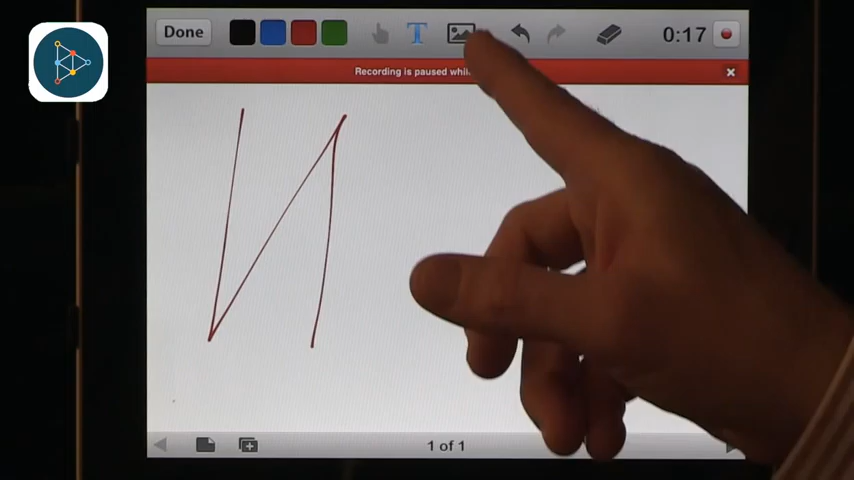 Done T 0:17
Recording is paused whil
И
1 of 1